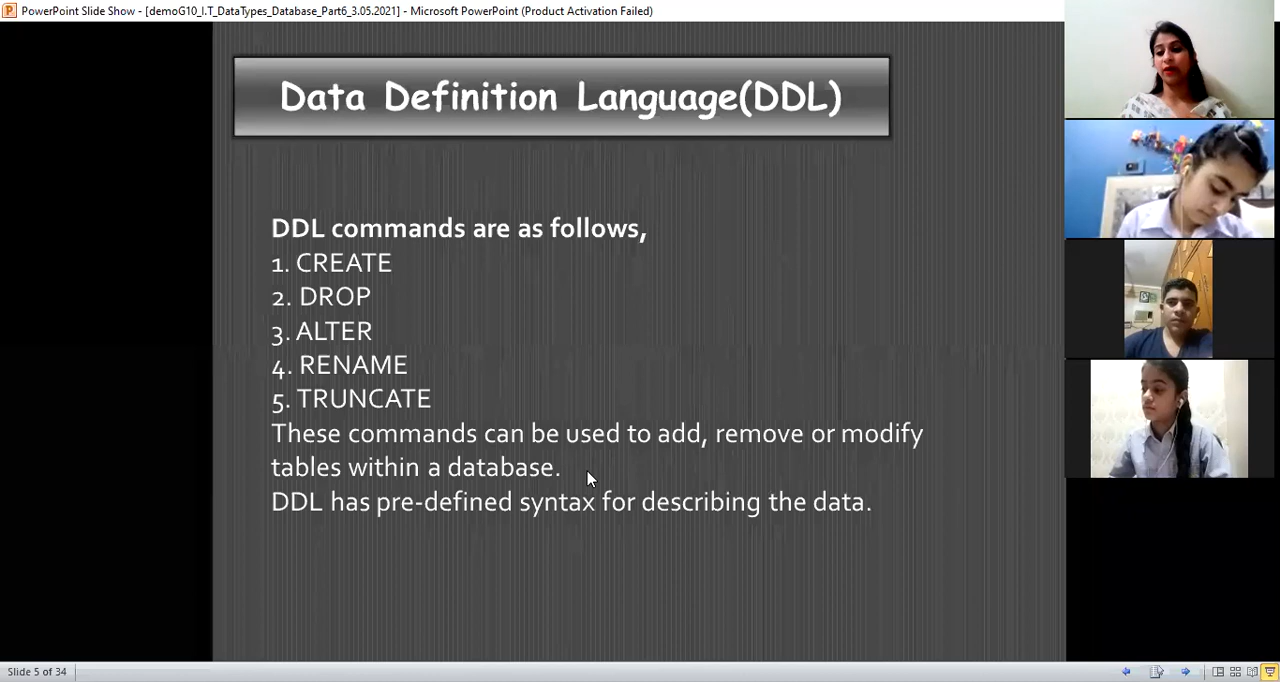 PowerPoint Slide Show - [demoG10_I.T_DataTypes_Database_Part6_3.05.2021] - Microsoft PowerPoint (Product Activation Failed)
Data Definition Language(DDL)
DDL commands are as follows,
1. CREATE
2. DROP
3. ALTER
4. RENAME
5. TRUNCATE
These commands can be used to add, remove or modify
tables within a database.
DDL has pre-defined syntax for describing the data.
Slide 5 of 34